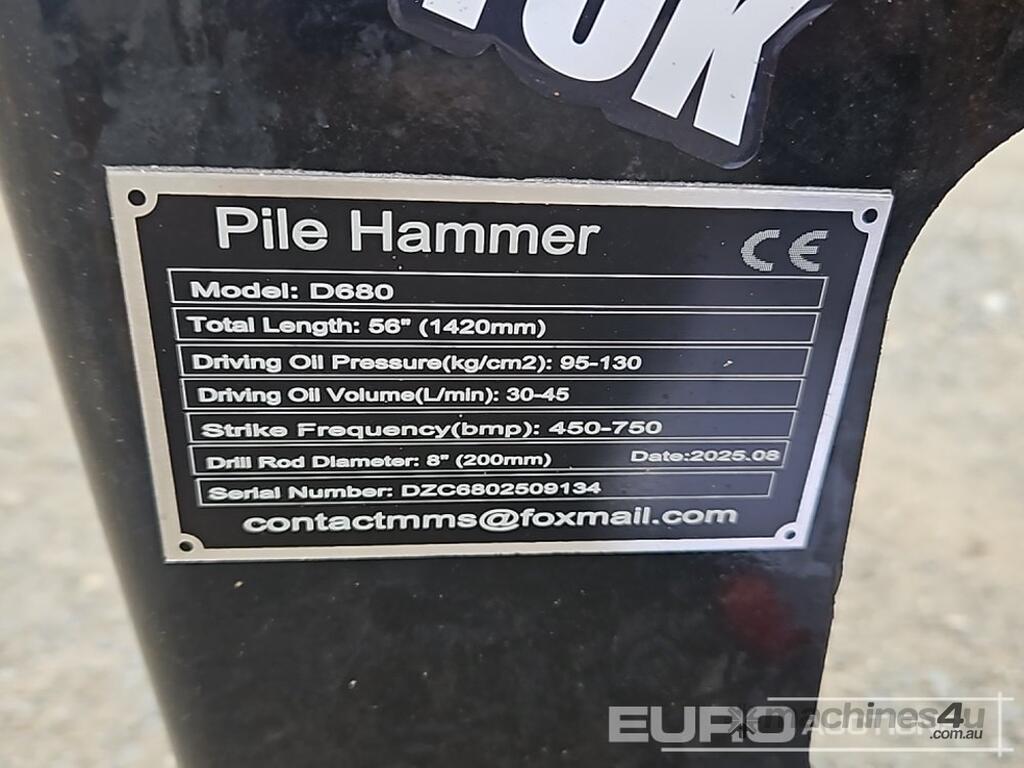 Pile Hammer
CE
Model: D680
Total Length: 56" (1420mm)
Driving Oil Pressure(kg/cm2): 95-130
Driving Oil Volume(L/min): 30-45
Strike Frequency(bmp): 450-750
Drill Rod Diameter: 8" (200mm) Date:2025.08
Serial Number: DZC6802509134
contactmms@foxmail.com
EURO AUCTIONS
machines4u
.com.au